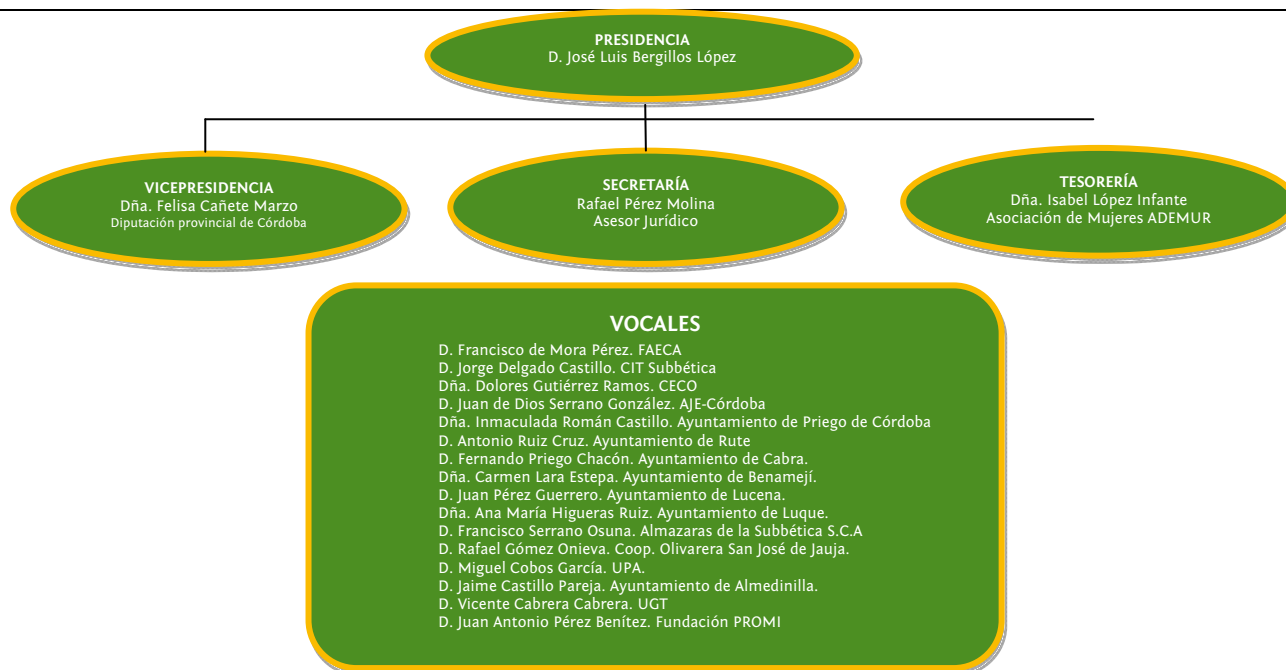 PRESIDENCIA
D. José Luis Bergillos López
VICEPRESIDENCIA
Dña. Felisa Cañete Marzo
Diputación provincial de Córdoba
SECRETARÍA
Rafael Pérez Molina
Asesor Jurídico
TESORERÍA
Dña. Isabel López Infante
Asociación de Mujeres ADEMUR
VOCALES
D. Francisco de Mora Pérez. FAECA
D. Jorge Delgado Castillo. CIT Subbética
Dña. Dolores Gutiérrez Ramos. CECO
D. Juan de Dios Serrano González. AJE-Córdoba
Dña. Inmaculada Román Castillo. Ayuntamiento de Priego de Córdoba
D. Antonio Ruiz Cruz. Ayuntamiento de Rute
D. Fernando Priego Chacón. Ayuntamiento de Cabra.
Dña. Carmen Lara Estepa. Ayuntamiento de Benamejí.
D. Juan Pérez Guerrero. Ayuntamiento de Lucena.
Dña. Ana María Higueras Ruiz. Ayuntamiento de Luque.
D. Francisco Serrano Osuna. Almazaras de la Subbética S.C.A
D. Rafael Gómez Onieva. Coop. Olivarera San José de Jauja.
D. Miguel Cobos García. UPA.
D. Jaime Castillo Pareja. Ayuntamiento de Almedinilla.
D. Vicente Cabrera Cabrera. UGT
D. Juan Antonio Pérez Benítez. Fundación PROMI